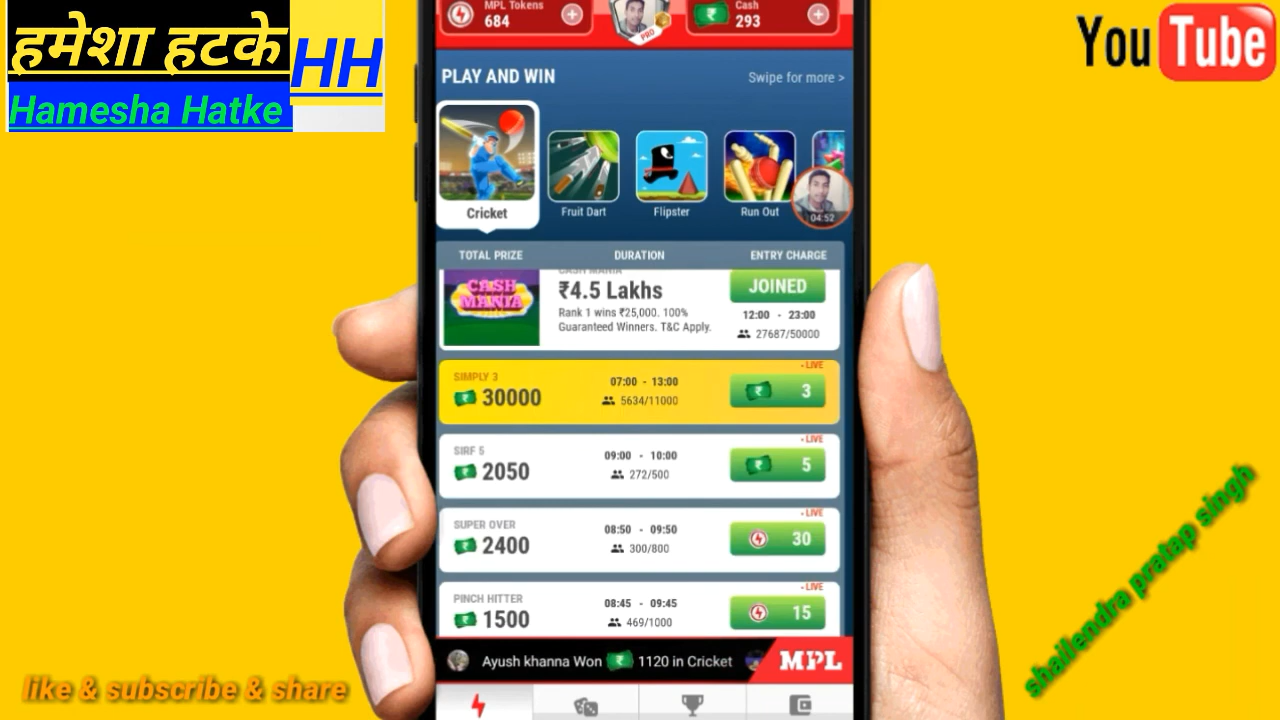 हमेशा हटके
HH
Hamesha Hatke
You Tube
MPL Tokens
684
PRO
Cash
293
PLAY AND WIN
Swipe for more >
Cricket
Fruit Dart
Flipster
Run Out
04:52
TOTAL PRIZE
DURATION
ENTRY CHARGE
CASH MANIA
CASH MANIA
₹4.5 Lakhs
Rank 1 wins ₹25,000. 100%
Guaranteed Winners. T&C Apply.
JOINED
12:00 - 23:00
27687/50000
SIMPLY 3
30000
07:00 - 13:00
5634/11000
LIVE
3
SIRF 5
2050
09:00 - 10:00
272/500
LIVE
5
SUPER OVER
2400
08:50 - 09:50
300/800
LIVE
30
PINCH HITTER
1500
08:45 - 09:45
469/1000
LIVE
15
Ayush khanna Won ₹ 1120 in Cricket
MPL
like & subscribe & share
shailendra pratap singh